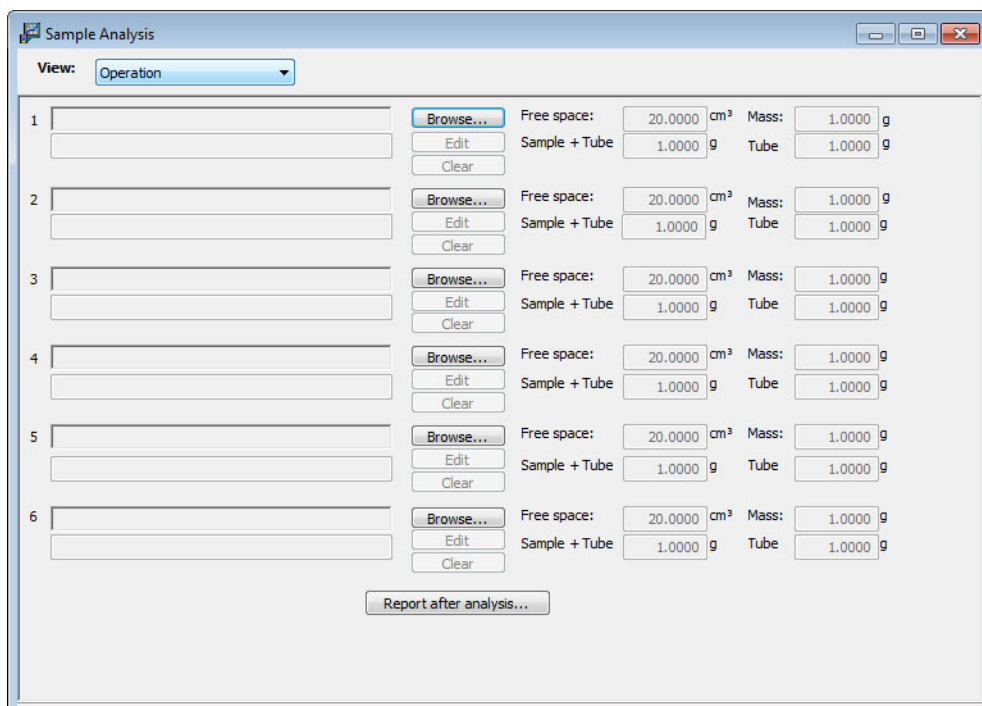 Sample Analysis
View: Operation
1 Browse... Free space: 20.0000 cm³ Mass: 1.0000 g
Edit Sample + Tube 1.0000 g Tube 1.0000 g
Clear
2 Browse... Free space: 20.0000 cm³ Mass: 1.0000 g
Edit Sample + Tube 1.0000 g Tube 1.0000 g
Clear
3 Browse... Free space: 20.0000 cm³ Mass: 1.0000 g
Edit Sample + Tube 1.0000 g Tube 1.0000 g
Clear
4 Browse... Free space: 20.0000 cm³ Mass: 1.0000 g
Edit Sample + Tube 1.0000 g Tube 1.0000 g
Clear
5 Browse... Free space: 20.0000 cm³ Mass: 1.0000 g
Edit Sample + Tube 1.0000 g Tube 1.0000 g
Clear
6 Browse... Free space: 20.0000 cm³ Mass: 1.0000 g
Edit Sample + Tube 1.0000 g Tube 1.0000 g
Clear
Report after analysis...